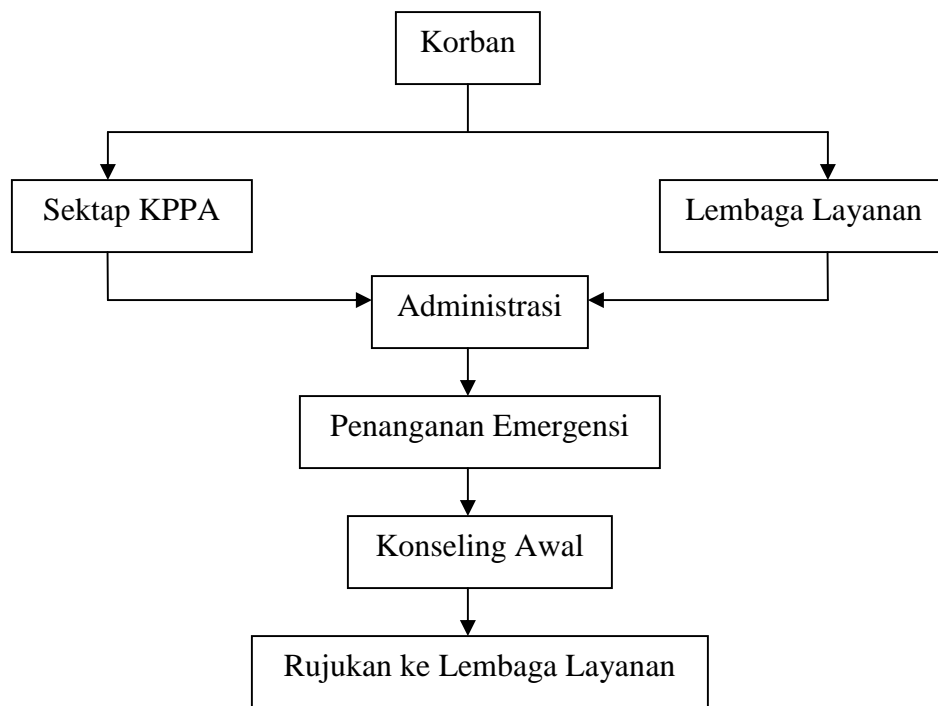 Korban
Sektap KPPA
Lembaga Layanan
Administrasi
Penanganan Emergensi
Konseling Awal
Rujukan ke Lembaga Layanan